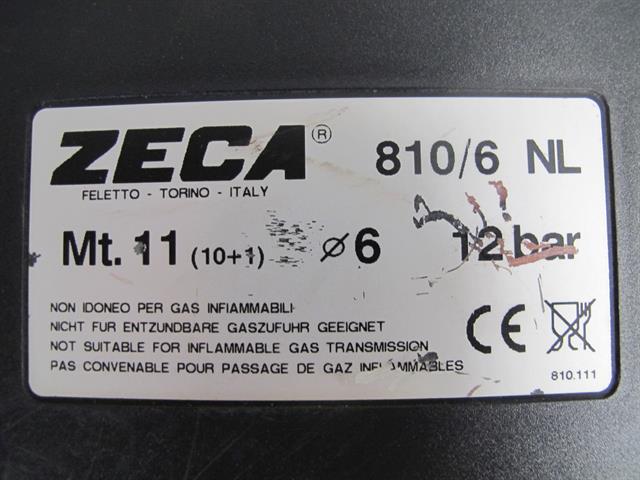 ZECA® 810/6 NL
FELETTO - TORINO - ITALY
Mt. 11 (10+1) ⌀6 12 bar
NON IDONEO PER GAS INFIAMMABILI
NICHT FUR ENTZUNDBARE GASZUFUHR GEEIGNET
NOT SUITABLE FOR INFLAMMABLE GAS TRANSMISSION
PAS CONVENABLE POUR PASSAGE DE GAZ INFLAMMABLES
CE
810.111